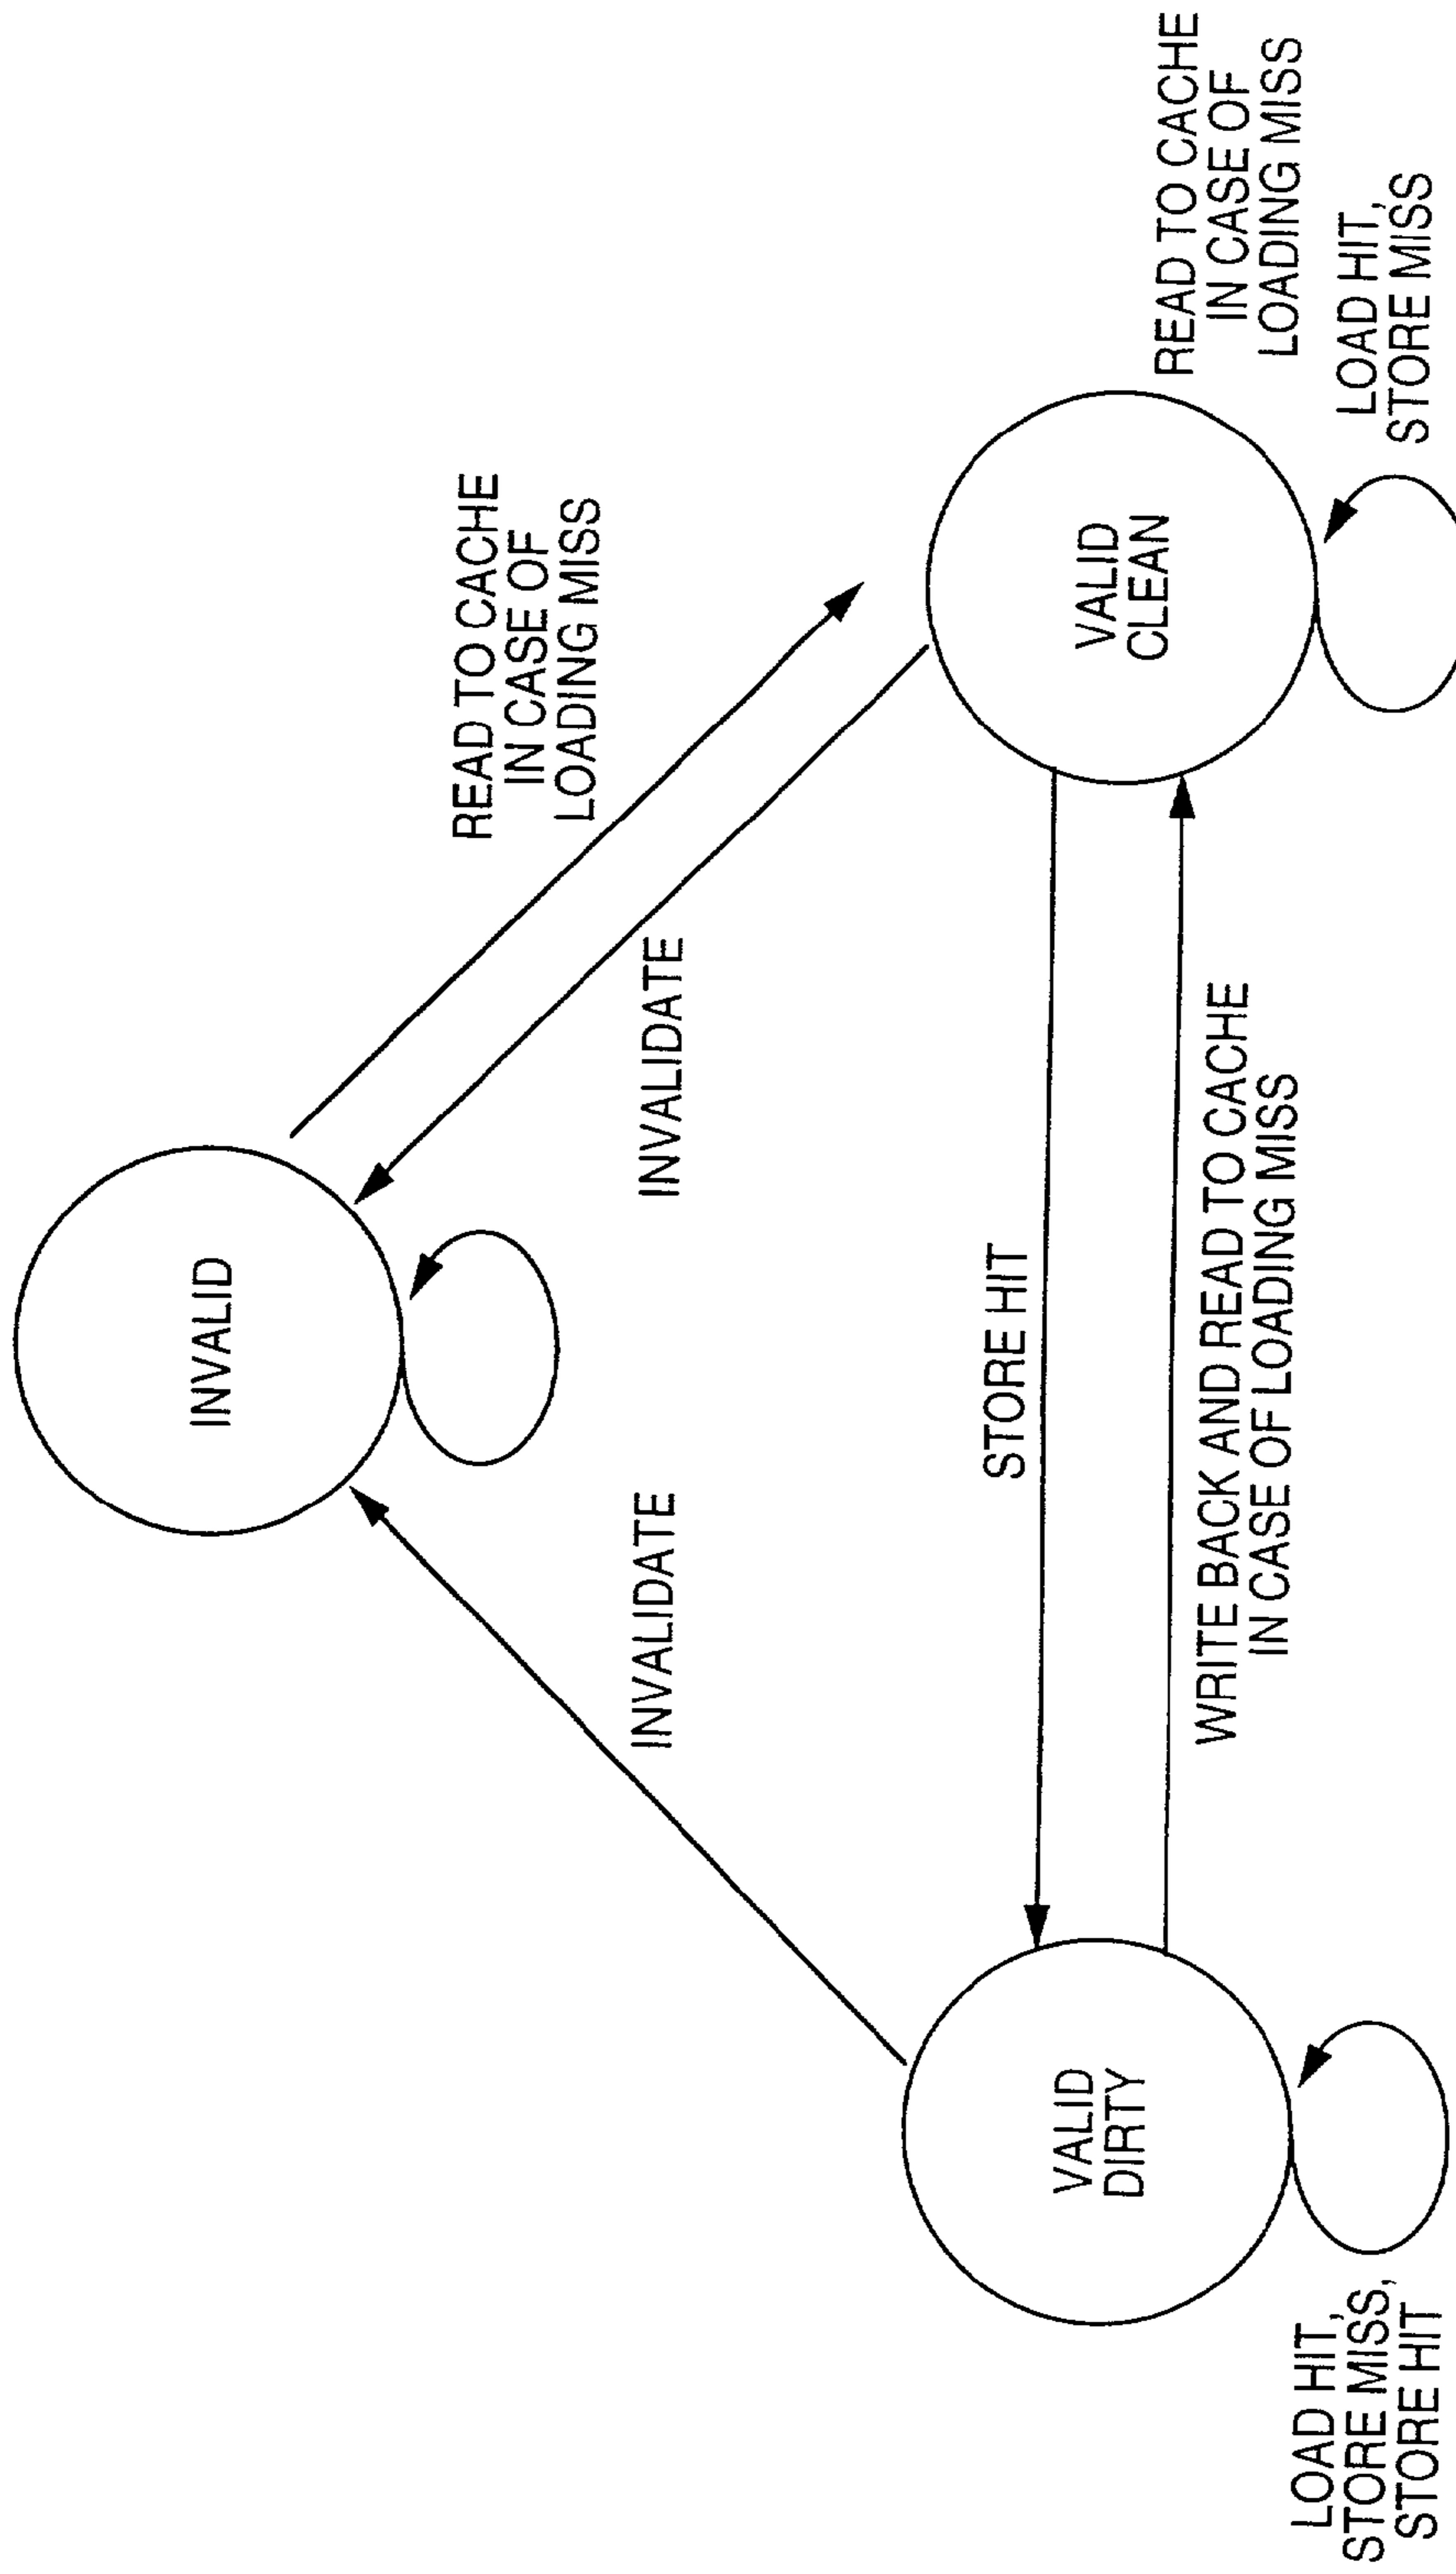 INVALID
READ TO CACHE
IN CASE OF
LOADING MISS
INVALIDATE
INVALIDATE
STORE HIT
WRITE BACK AND READ TO CACHE
IN CASE OF LOADING MISS
VALID
DIRTY
VALID
CLEAN
READ TO CACHE
IN CASE OF
LOADING MISS
LOAD HIT,
STORE MISS
LOAD HIT,
STORE MISS,
STORE HIT